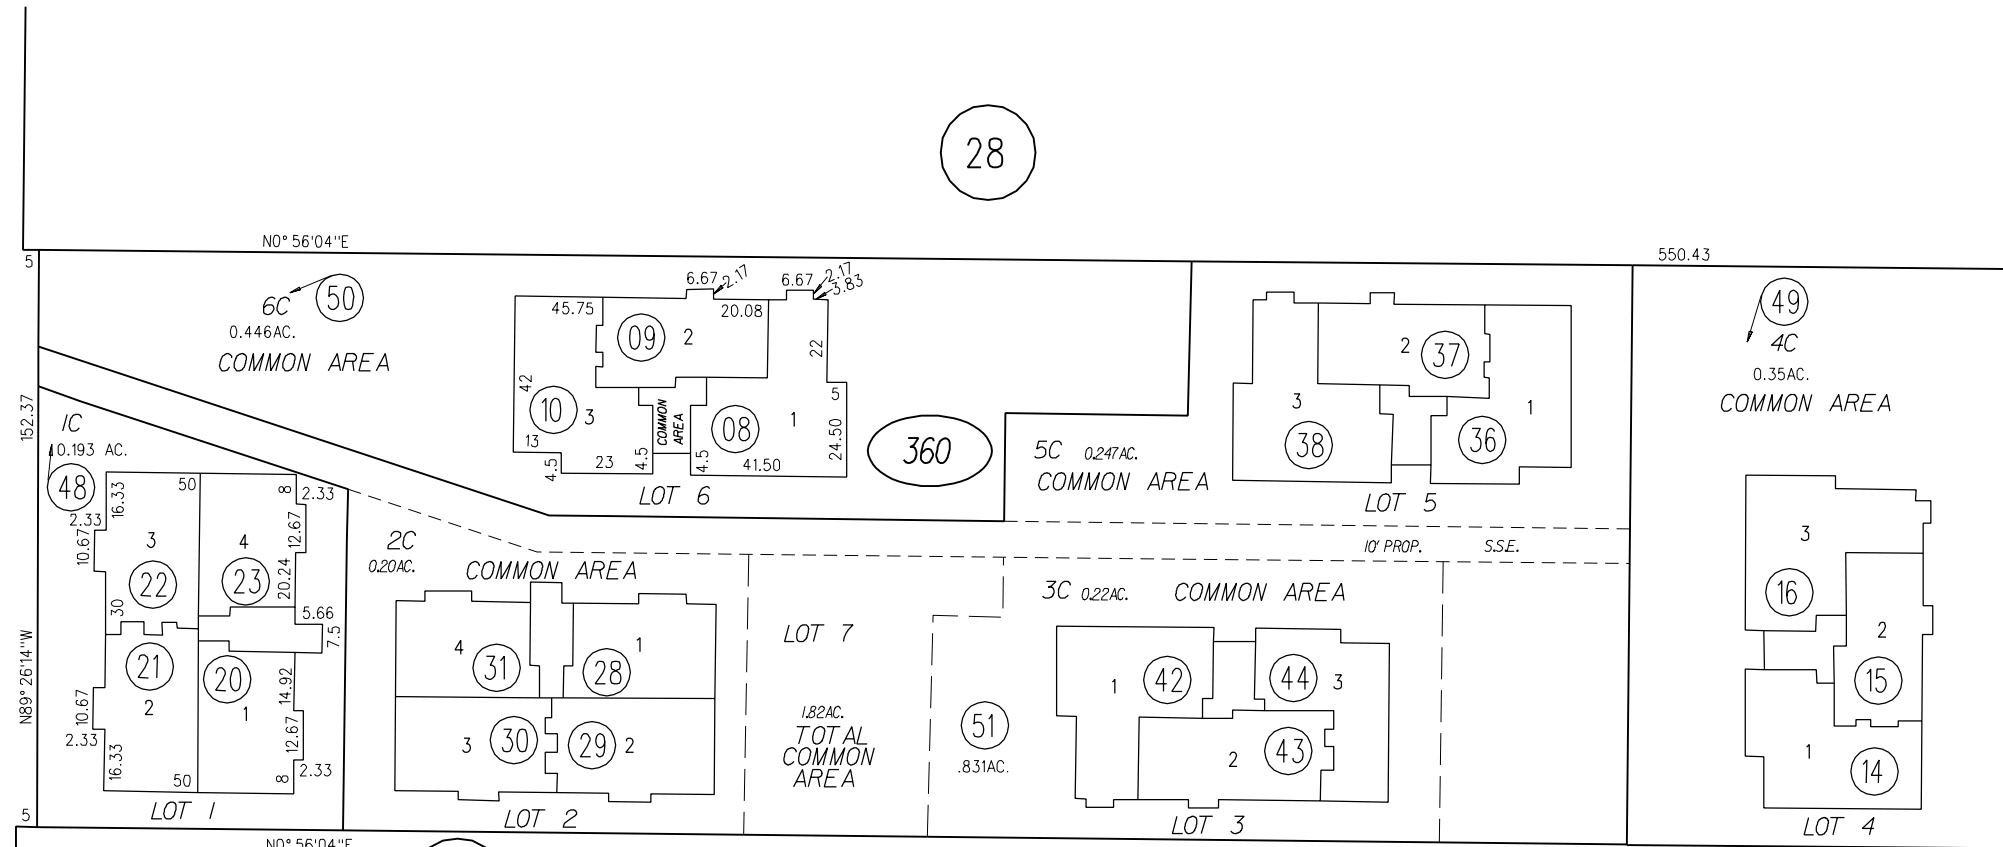 28
N0° 56'04"E
550.43
5
6C
50
0.446AC.
COMMON AREA
45.75
6.67
2.17
6.67
2.17
3.83
20.08
09
2
22
42
10
3
13
4.5
23
4.5
COMMON
AREA
08
1
5
24.50
4.5
41.50
LOT 6
360
5C 0.247AC.
COMMON AREA
2
37
3
38
1
36
LOT 5
49
4C
0.35AC.
COMMON AREA
152.37
N89° 26'14"W
1C
0.193 AC.
48
16.33
50
8
2.33
2.33
10.67
12.67
3
4
22
23
20.24
30
5.66
7.5
21
20
2
1
10.67
14.92
2.33
12.67
16.33
50
8
2.33
LOT 1
5
2C
0.20AC.
COMMON AREA
4
31
1
28
3
30
29
2
LOT 2
LOT 7
1.82AC.
TOTAL
COMMON
AREA
51
.831AC.
10' PROP.
S.S.E.
3C 0.22AC.
COMMON AREA
1
42
44
3
2
43
LOT 3
3
16
2
15
1
14
LOT 4
N0° 56'04"E